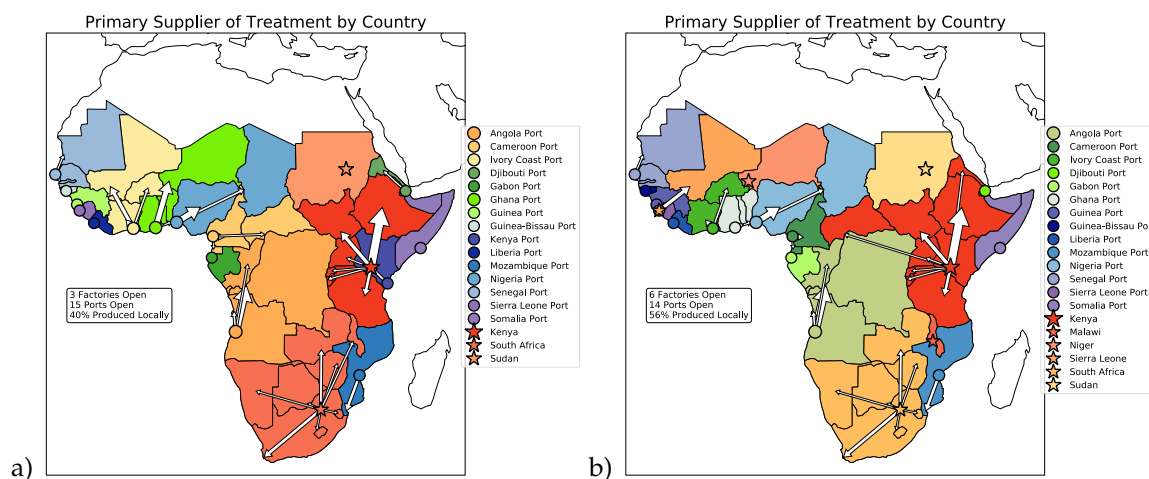 Primary Supplier of Treatment by Country
3 Factories Open
15 Ports Open
40% Produced Locally
Angola Port
Cameroon Port
Ivory Coast Port
Djibouti Port
Gabon Port
Ghana Port
Guinea Port
Guinea-Bissau Port
Kenya Port
Liberia Port
Mozambique Port
Nigeria Port
Senegal Port
Sierra Leone Port
Somalia Port
Kenya
South Africa
Sudan
a)
Primary Supplier of Treatment by Country
6 Factories Open
14 Ports Open
56% Produced Locally
Angola Port
Cameroon Port
Ivory Coast Port
Djibouti Port
Gabon Port
Ghana Port
Guinea Port
Guinea-Bissau Po
Liberia Port
Mozambique Port
Nigeria Port
Senegal Port
Sierra Leone Port
Somalia Port
Kenya
Malawi
Niger
Sierra Leone
South Africa
Sudan
b)